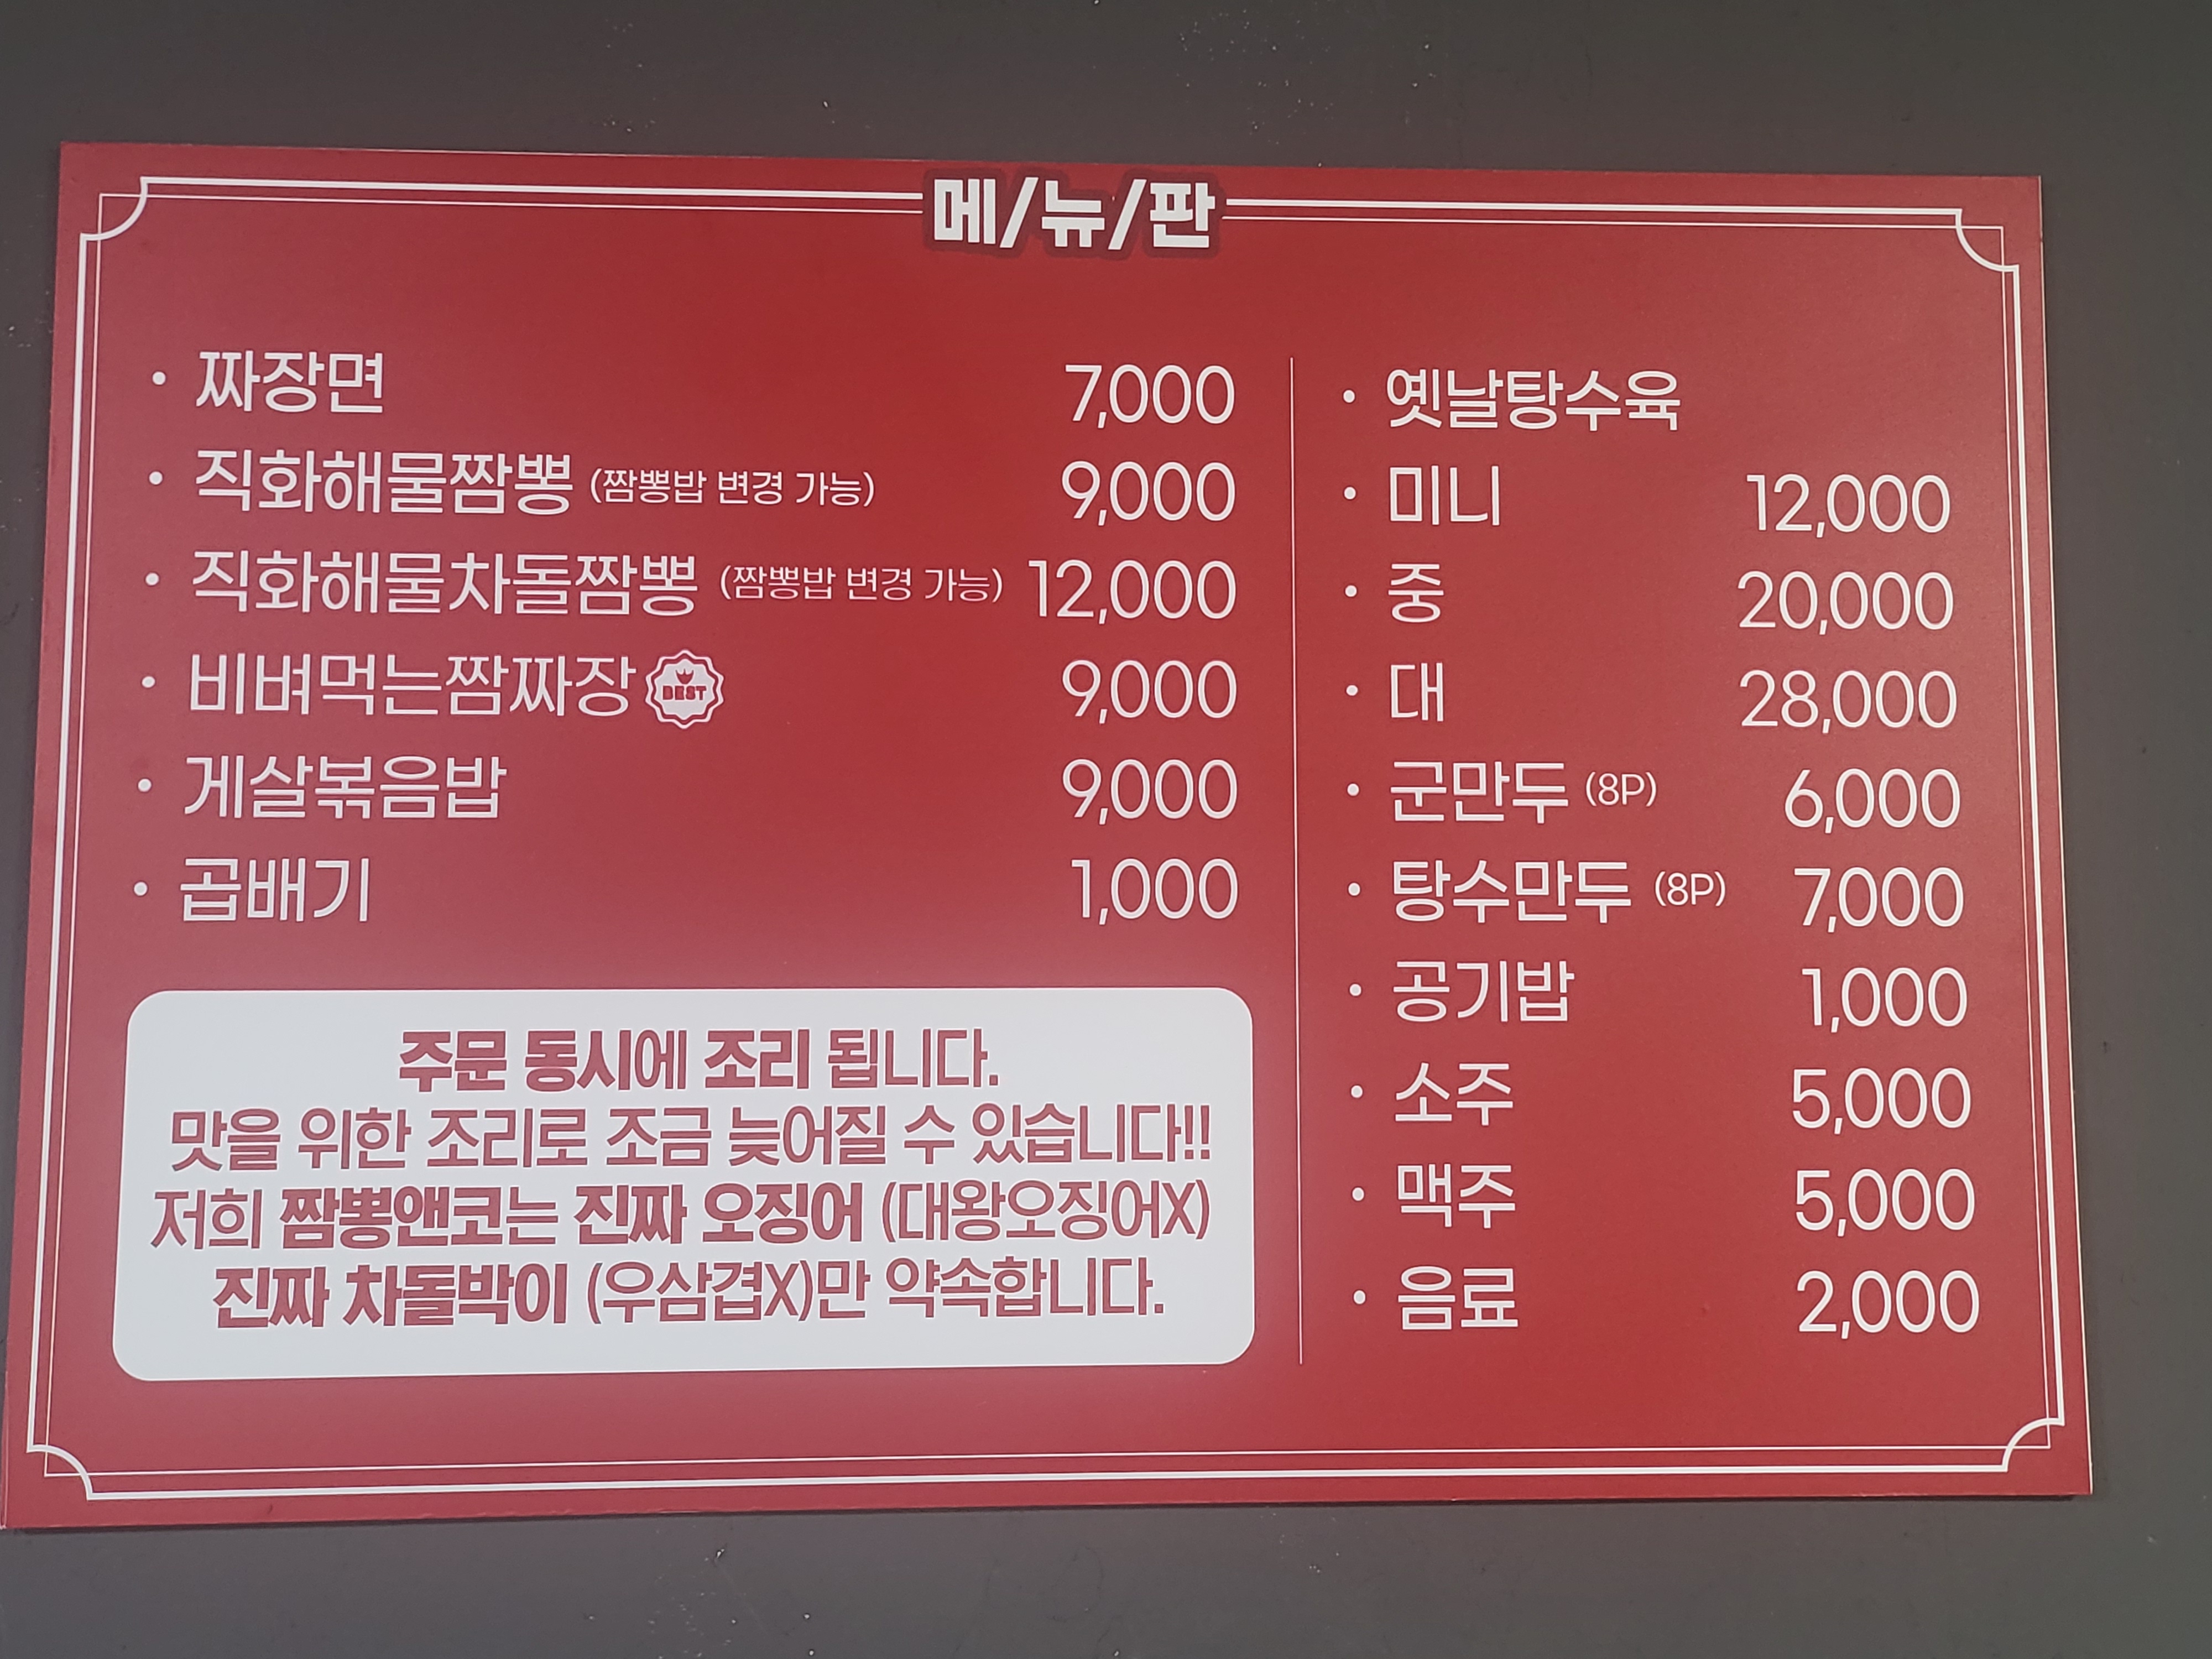 메/뉴/판
• 짜장면 7,000
• 직화해물짬뽕 (짬뽕밥 변경 가능) 9,000
• 직화해물차돌짬뽕 (짬뽕밥 변경 가능) 12,000
• 비벼먹는짬짜장 BEST 9,000
• 게살볶음밥 9,000
• 곱배기 1,000
주문 동시에 조리 됩니다.
맛을 위한 조리로 조금 늦어질 수 있습니다!!
저희 짬뽕앤코는 진짜 오징어 (대왕오징어X)
진짜 차돌박이 (우삼겹X)만 약속합니다.
• 옛날탕수육
• 미니 12,000
• 중 20,000
• 대 28,000
• 군만두 (8P) 6,000
• 탕수만두 (8P) 7,000
• 공기밥 1,000
• 소주 5,000
• 맥주 5,000
• 음료 2,000